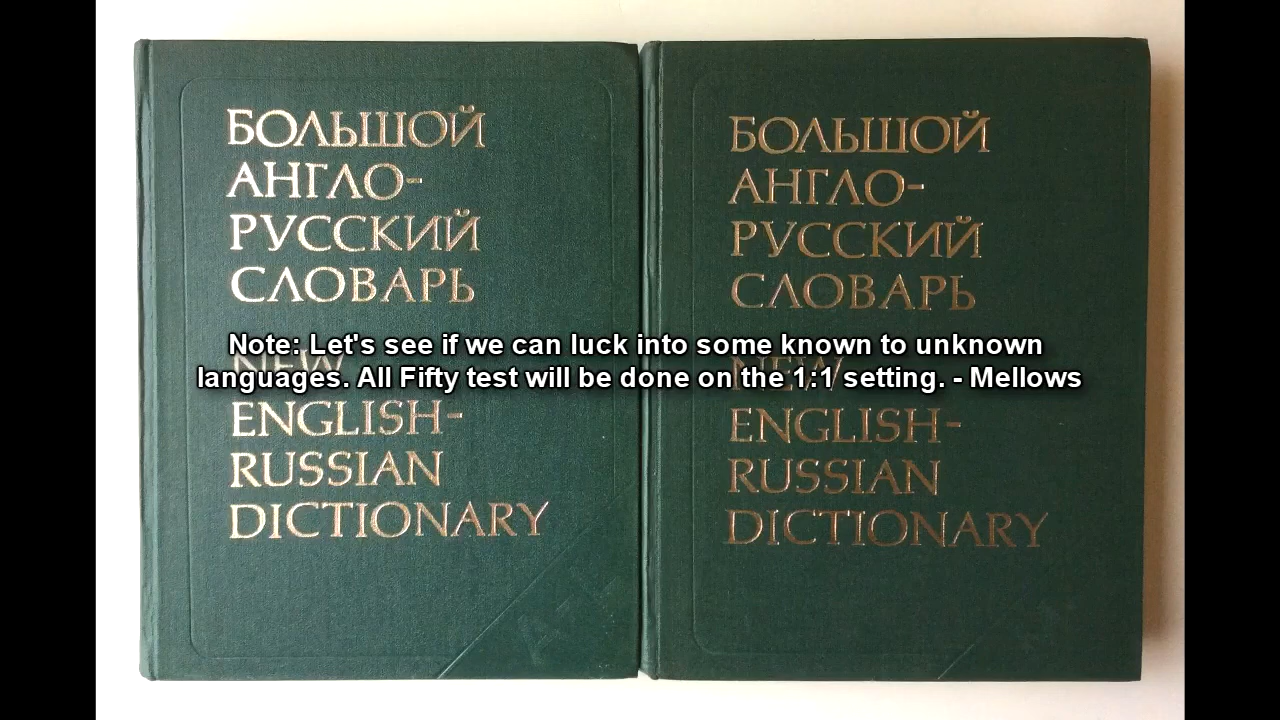 БОЛЬШОЙ
АНГЛО-
РУССКИЙ
СЛОВАРЬ
NEW
ENGLISH-
RUSSIAN
DICTIONARY
БОЛЬШОЙ
АНГЛО-
РУССКИЙ
СЛОВАРЬ
NEW
ENGLISH-
RUSSIAN
DICTIONARY
Note: Let's see if we can luck into some known to unknown
languages. All Fifty test will be done on the 1:1 setting. - Mellows